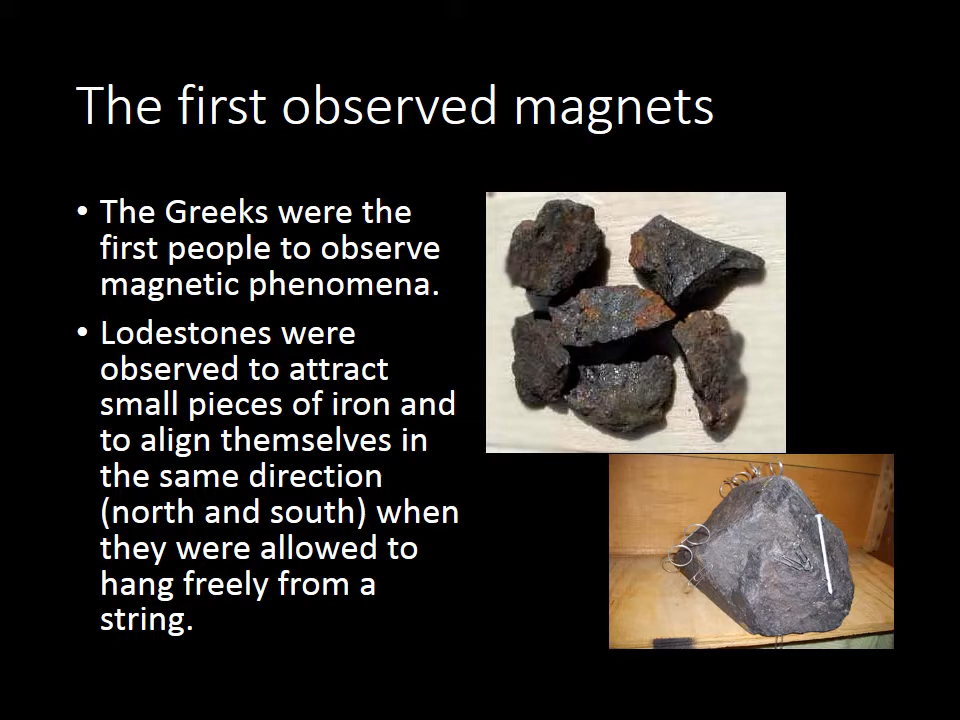 The first observed magnets
• The Greeks were the
first people to observe
magnetic phenomena.
• Lodestones were
observed to attract
small pieces of iron and
to align themselves in
the same direction
(north and south) when
they were allowed to
hang freely from a
string.